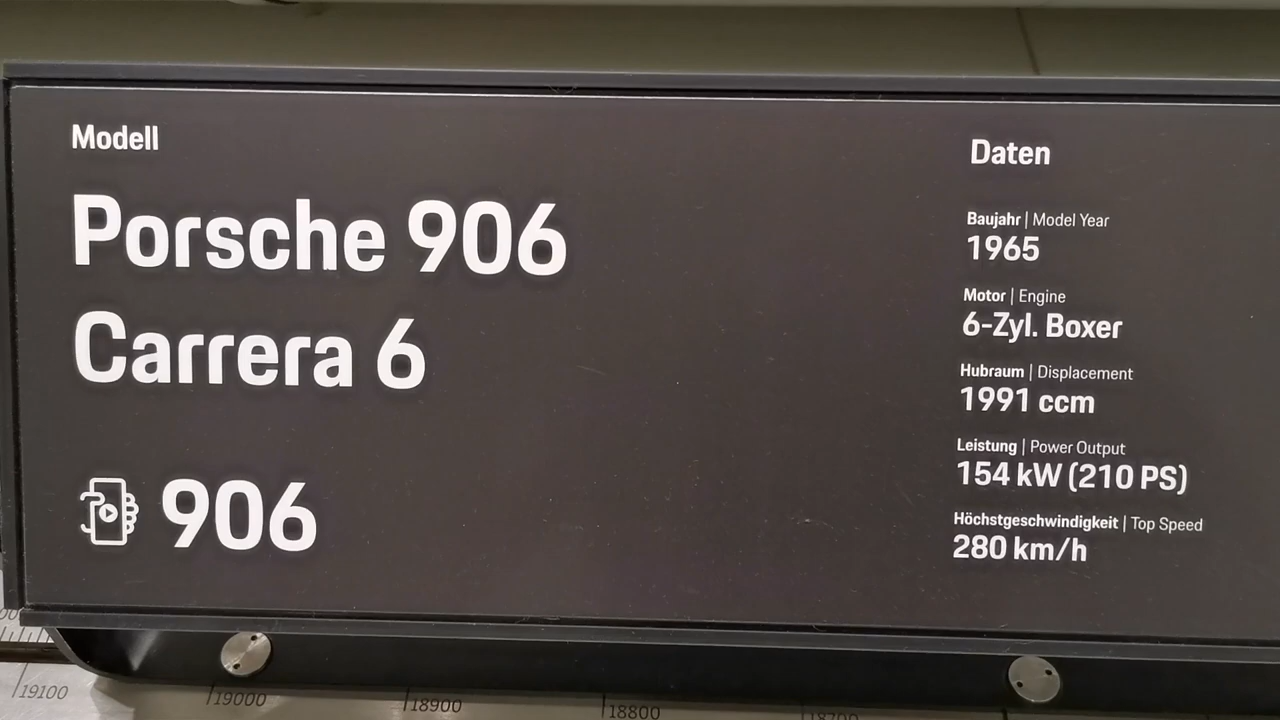 Modell
Porsche 906
Carrera 6
906
Daten
Baujahr | Model Year
1965
Motor | Engine
6-Zyl. Boxer
Hubraum | Displacement
1991 ccm
Leistung | Power Output
154 kW (210 PS)
Höchstgeschwindigkeit | Top Speed
280 km/h
19100
19000
18900
18800